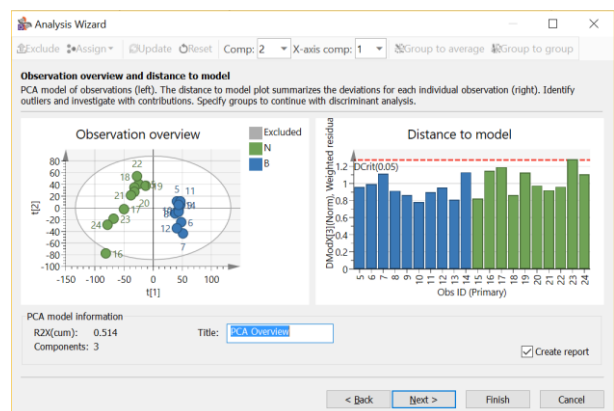 Analysis Wizard
Exclude Assign Update Reset Comp: 2 X-axis comp: 1 Group to average Group to group
Observation overview and distance to model
PCA model of observations (left). The distance to model plot summarizes the deviations for each individual observation (right). Identify
outliers and investigate with contributions. Specify groups to continue with discriminant analysis.
Observation overview
Excluded
N
B
80
60
40
20
0
-20
-40
-60
-80
-100
t[2]
-150 -100 -50 0 50 100
t[1]
22
18
19
21
20
17
23
24
16
5 11
6
12
7
Distance to model
DCrit(0.05)
DModX[3](Norm), Weighted residua
1.2
1
0.8
0.6
0.4
0.2
0
5 6 7 8 9 10 11 12 13 14 15 16 17 18 19 20 21 22 23 24
Obs ID (Primary)
PCA model information
R2X(cum): 0.514 Title: PCA Overview
Components: 3
Create report
< Back Next > Finish Cancel